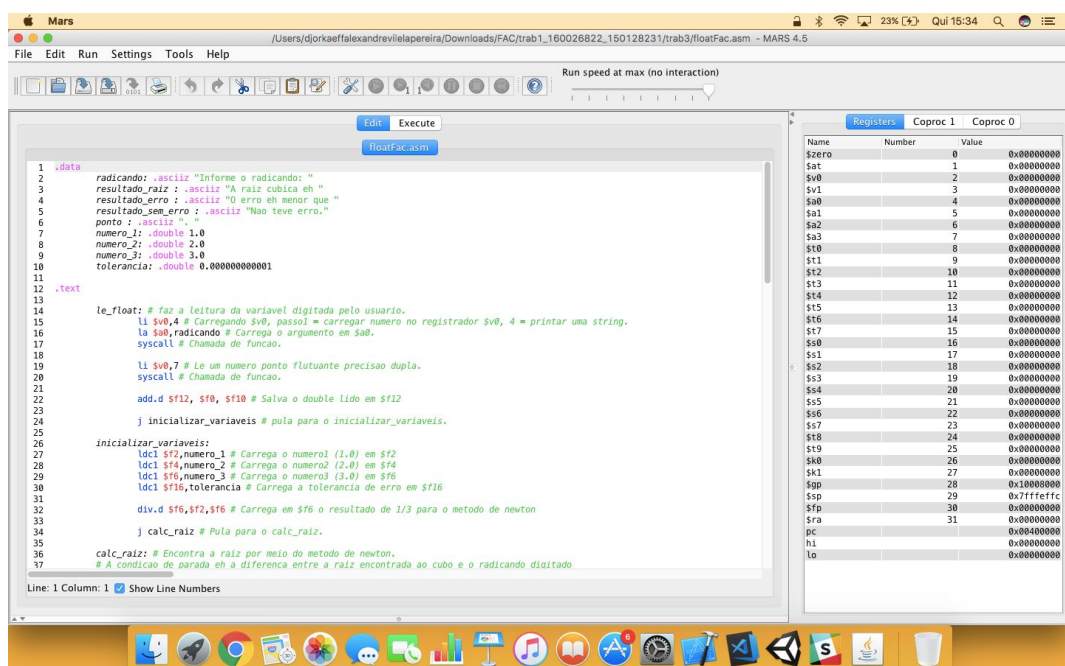 Mars
23%
Qui 15:34
/Users/djorkaeffalexandrevilelapereira/Downloads/FAC/trab1_160026822_150128231/trab3/floatFac.asm - MARS 4.5
File Edit Run Settings Tools Help
Run speed at max (no interaction)
Edit Execute
floatFac.asm
1 .data
2 radicando: .asciiz "Informe o radicando: "
3 resultado_raiz : .asciiz "A raiz cubica eh "
4 resultado_erro : .asciiz "O erro eh menor que "
5 resultado_sem_erro : .asciiz "Nao teve erro."
6 ponto : .asciiz ". "
7 numero_1: .double 1.0
8 numero_2: .double 2.0
9 numero_3: .double 3.0
10 tolerancia: .double 0.000000000001
11
12 .text
13
14 le_float: # faz a leitura da variavel digitada pelo usuario.
15 li $v0,4 # Carregando $v0, passo1 = carregar numero no registrador $v0, 4 = printar uma string.
16 la $a0,radicando # Carrega o argumento em $a0.
17 syscall # Chamada de funcao.
18
19 li $v0,7 # Le um numero ponto flutuante precisao dupla.
20 syscall # Chamada de funcao.
21
22 add.d $f12, $f0, $f10 # Salva o double lido em $f12
23
24 j inicializar_variaveis # pula para o inicializar_variaveis.
25
26 inicializar_variaveis:
27 ldc1 $f2,numero_1 # Carrega o numero1 (1.0) em $f2
28 ldc1 $f4,numero_2 # Carrega o numero2 (2.0) em $f4
29 ldc1 $f6,numero_3 # Carrega o numero3 (3.0) em $f6
30 ldc1 $f16,tolerancia # Carrega a tolerancia de erro em $f16
31
32 div.d $f6,$f2,$f6 # Carrega em $f6 o resultado de 1/3 para o metodo de newton
33
34 j calc_raiz # Pula para o calc_raiz.
35
36 calc_raiz: # Encontra a raiz por meio do metodo de newton.
37 # A condicao de parada eh a diferenca entre a raiz encontrada ao cubo e o radicando digitado
Line: 1 Column: 1 Show Line Numbers
Registers Coproc 1 Coproc 0
Name Number Value
$zero 0 0x00000000
$at 1 0x00000000
$v0 2 0x00000000
$v1 3 0x00000000
$a0 4 0x00000000
$a1 5 0x00000000
$a2 6 0x00000000
$a3 7 0x00000000
$t0 8 0x00000000
$t1 9 0x00000000
$t2 10 0x00000000
$t3 11 0x00000000
$t4 12 0x00000000
$t5 13 0x00000000
$t6 14 0x00000000
$t7 15 0x00000000
$s0 16 0x00000000
$s1 17 0x00000000
$s2 18 0x00000000
$s3 19 0x00000000
$s4 20 0x00000000
$s5 21 0x00000000
$s6 22 0x00000000
$s7 23 0x00000000
$t8 24 0x00000000
$t9 25 0x00000000
$k0 26 0x00000000
$k1 27 0x00000000
$gp 28 0x10008000
$sp 29 0x7fffeffc
$fp 30 0x00000000
$ra 31 0x00000000
pc 0x00400000
hi 0x00000000
lo 0x00000000
6